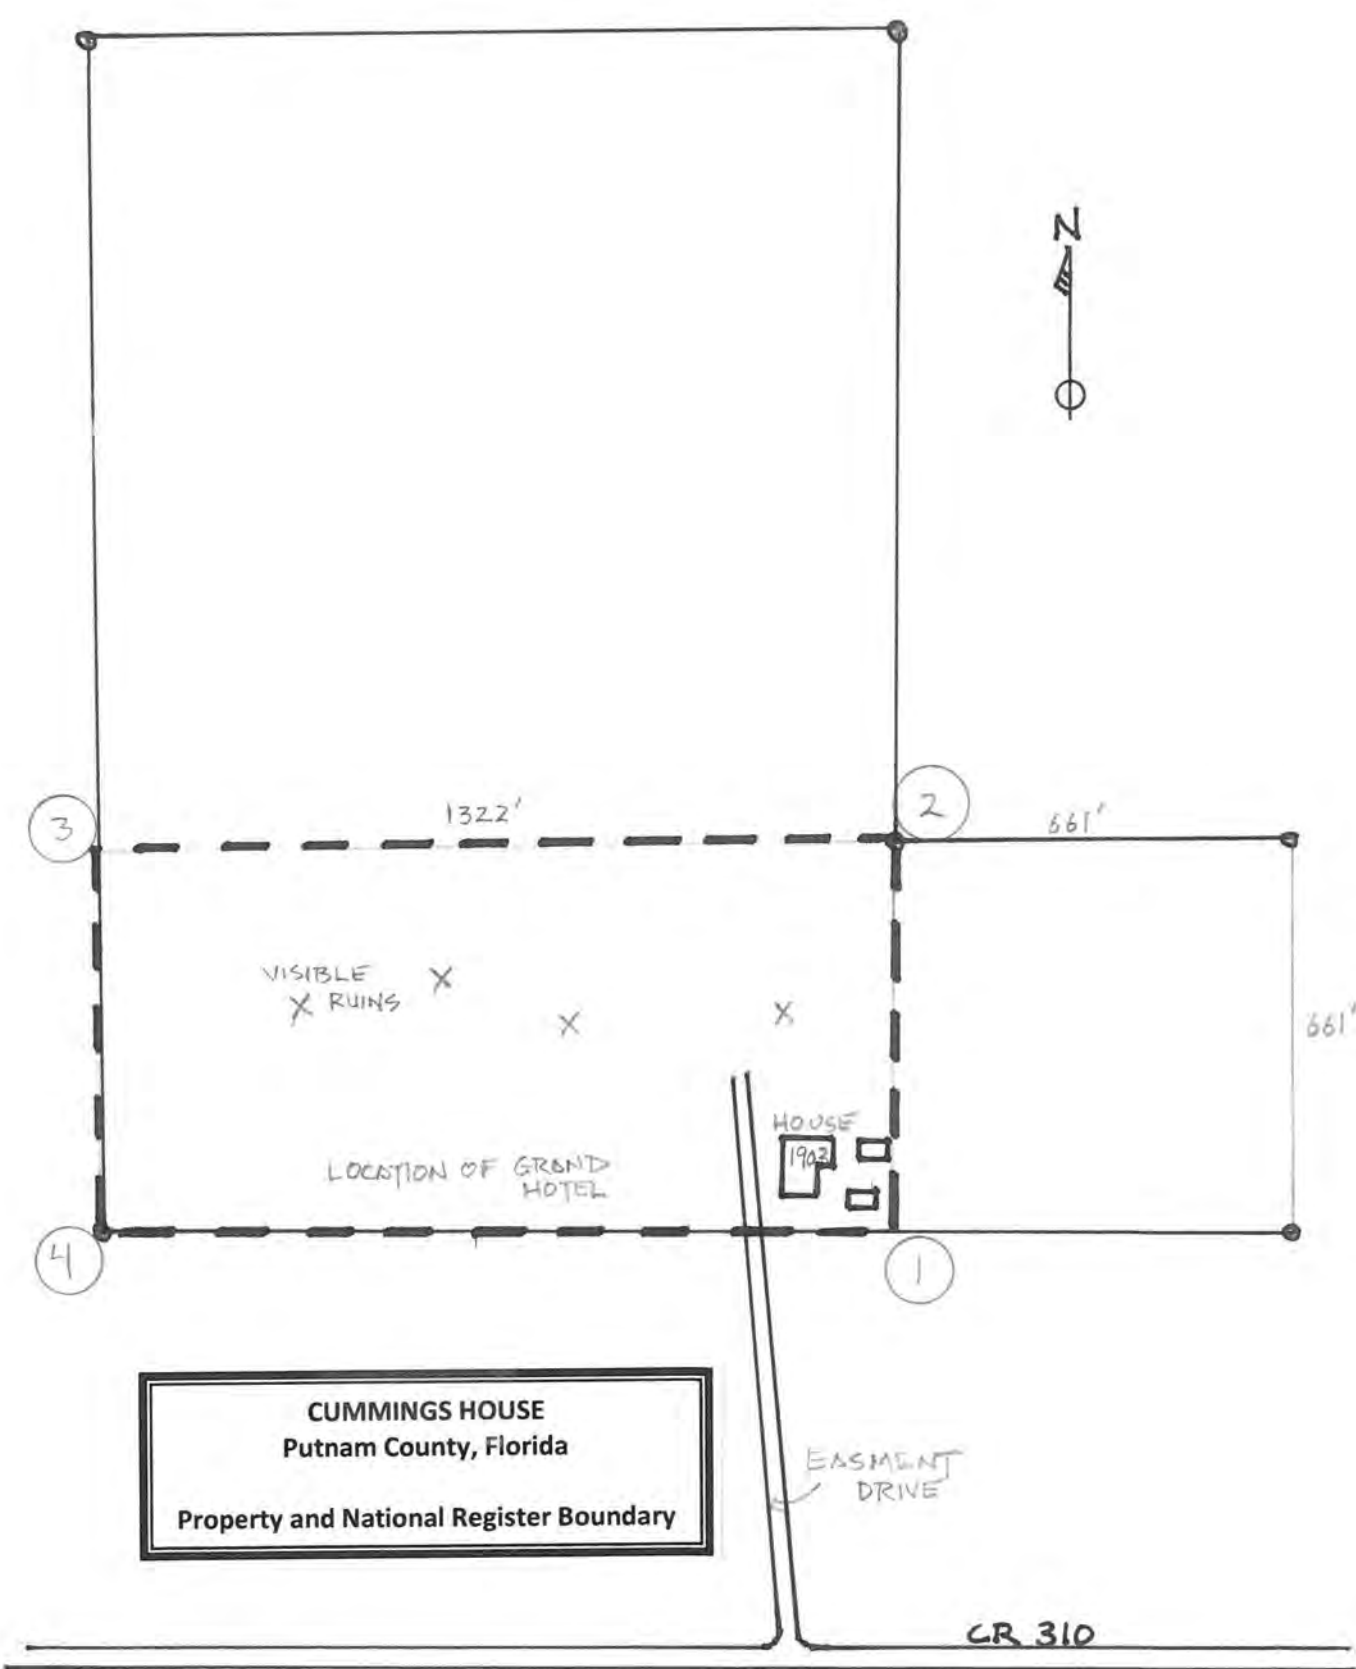 N
3
1322'
2
661'
VISIBLE
RUINS
X
X
X
X
661'
HOUSE
1903
LOCATION OF GRAND
HOTEL
4
1
CUMMINGS HOUSE
Putnam County, Florida
Property and National Register Boundary
EASMENT
DRIVE
CR 310